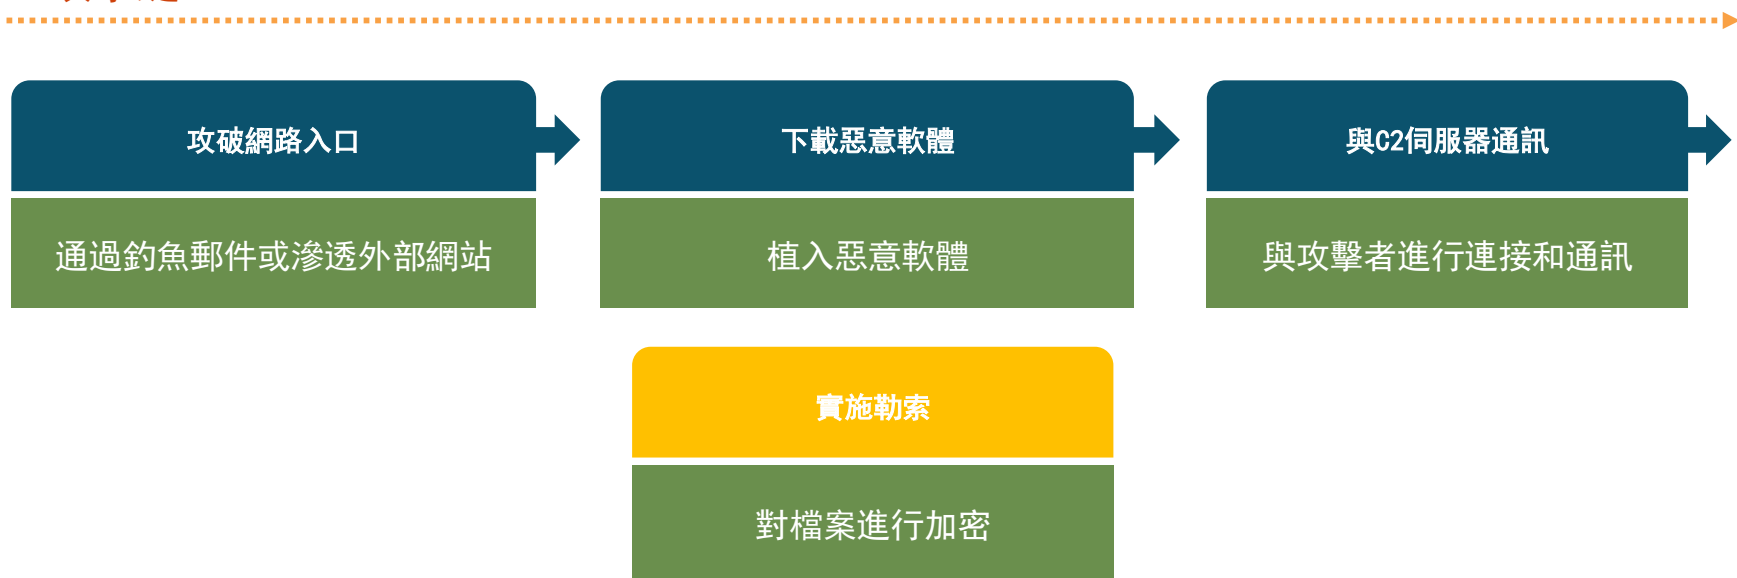 攻破網路入口
下載惡意軟體
與C2伺服器通訊
通過釣魚郵件或滲透外部網站
植入惡意軟體
與攻擊者進行連接和通訊
實施勒索
對檔案進行加密